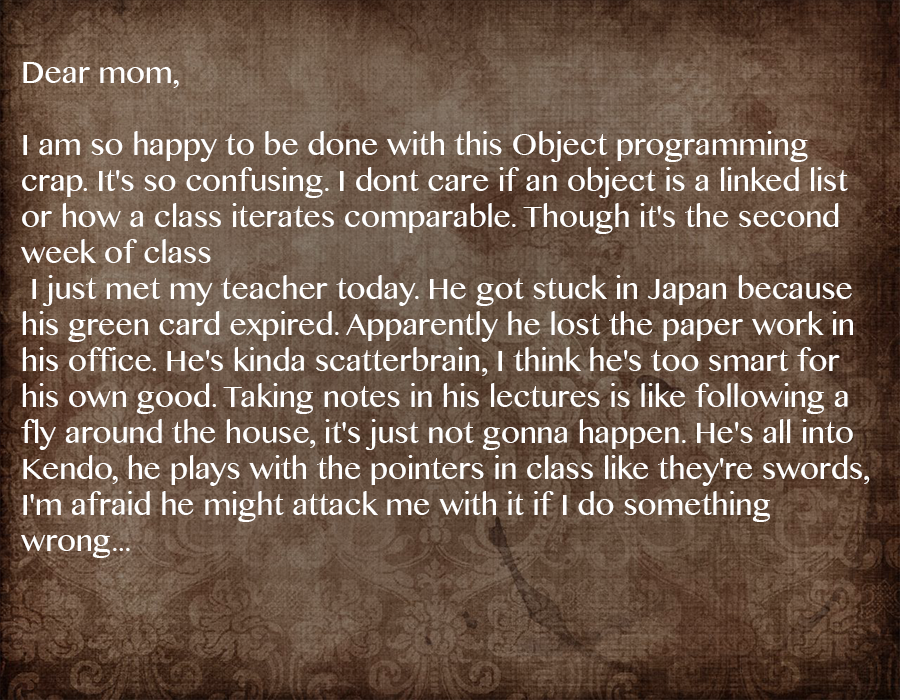 Dear mom,
I am so happy to be done with this Object programming
crap. It's so confusing. I dont care if an object is a linked list
or how a class iterates comparable. Though it's the second
week of class
I just met my teacher today. He got stuck in Japan because
his green card expired. Apparently he lost the paper work in
his office. He's kinda scatterbrain, I think he's too smart for
his own good. Taking notes in his lectures is like following a
fly around the house, it's just not gonna happen. He's all into
Kendo, he plays with the pointers in class like they're swords,
I'm afraid he might attack me with it if I do something
wrong...